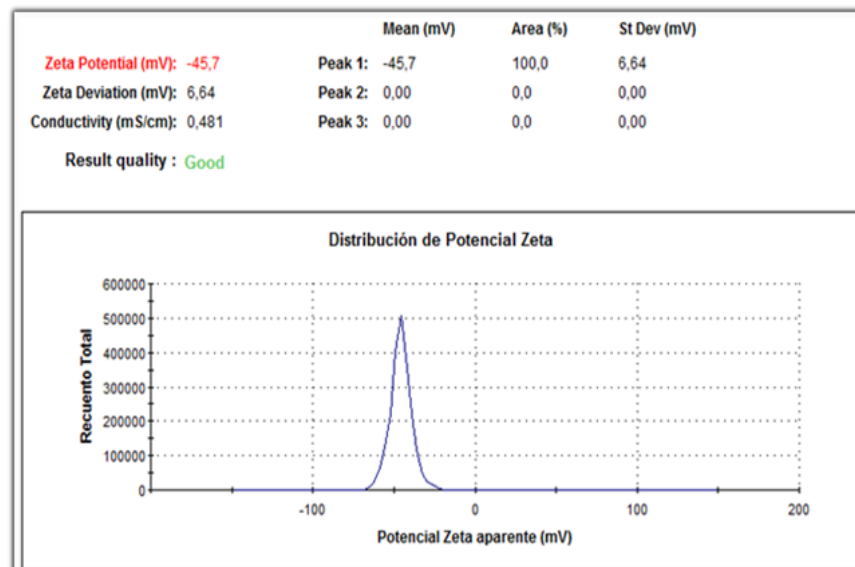 Mean (mV) Area (%) St Dev (mV)
Zeta Potential (mV): -45,7 Peak 1: -45,7 100,0 6,64
Zeta Deviation (mV): 6,64 Peak 2: 0,00 0,0 0,00
Conductivity (mS/cm): 0,481 Peak 3: 0,00 0,0 0,00
Result quality : Good
Distribución de Potencial Zeta
600000
500000
400000
300000
200000
100000
0
Recuento Total
-100 0 100 200
Potencial Zeta aparente (mV)